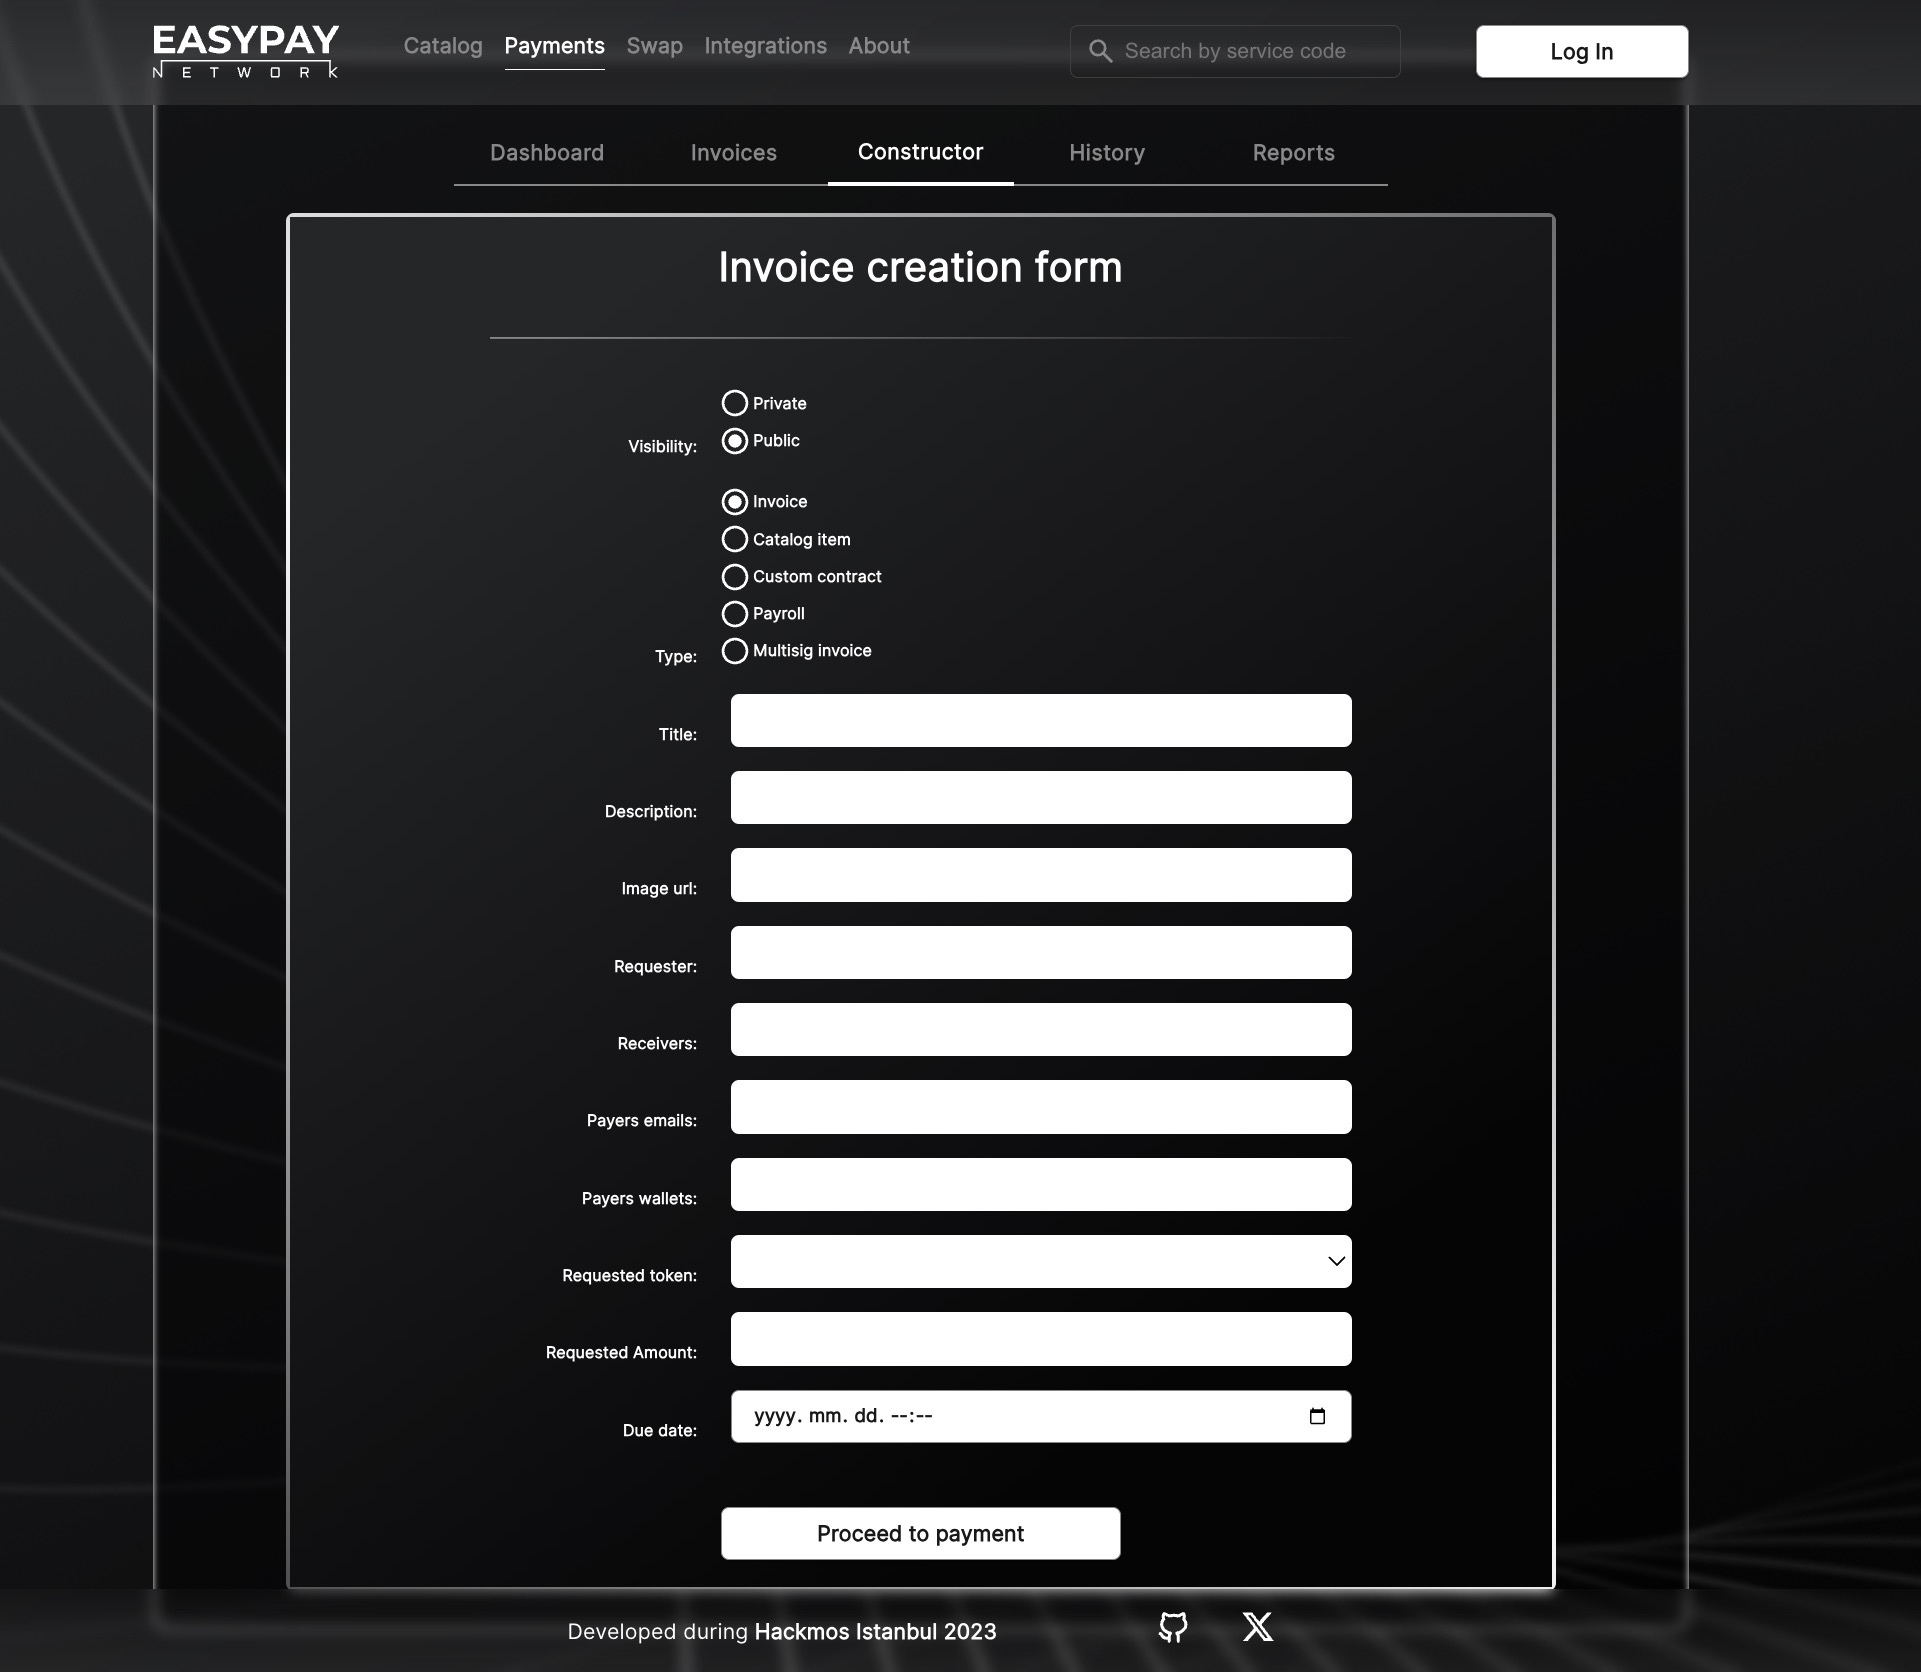 EASYPAY
NETWORK
Catalog Payments Swap Integrations About
Search by service code
Log In
Dashboard Invoices Constructor History Reports
Invoice creation form
Private
Visibility: Public
Invoice
Catalog item
Custom contract
Payroll
Type: Multisig invoice
Title:
Description:
Image url:
Requester:
Receivers:
Payers emails:
Payers wallets:
Requested token:
Requested Amount:
Due date: yyyy. mm. dd. --:--
Proceed to payment
Developed during Hackmos Istanbul 2023